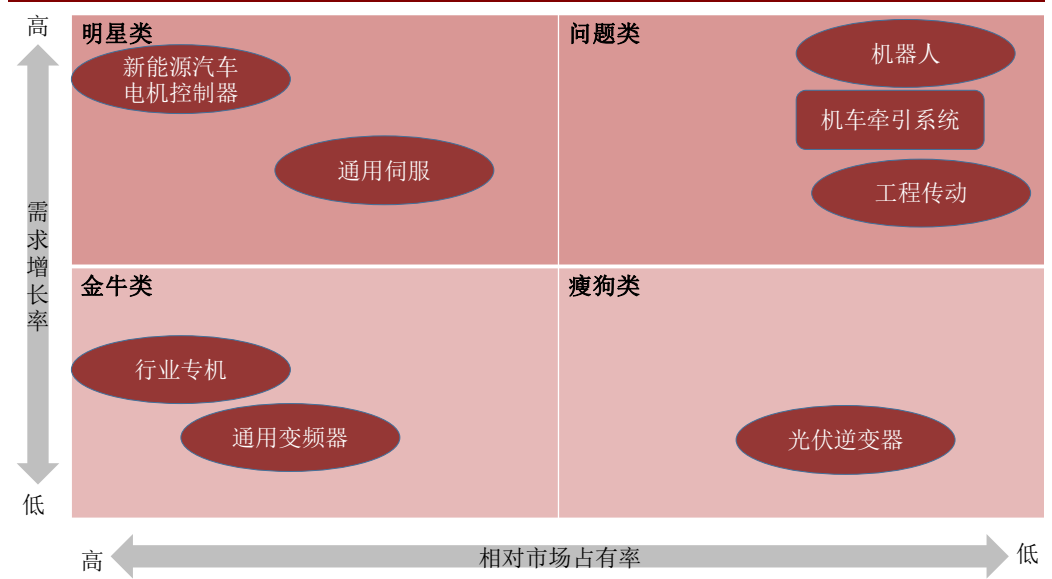 高
明星类
问题类
新能源汽车
电机控制器
机器人
机车牵引系统
通用伺服
工程传动
需求增长率
金牛类
瘦狗类
行业专机
通用变频器
光伏逆变器
低
高
相对市场占有率
低